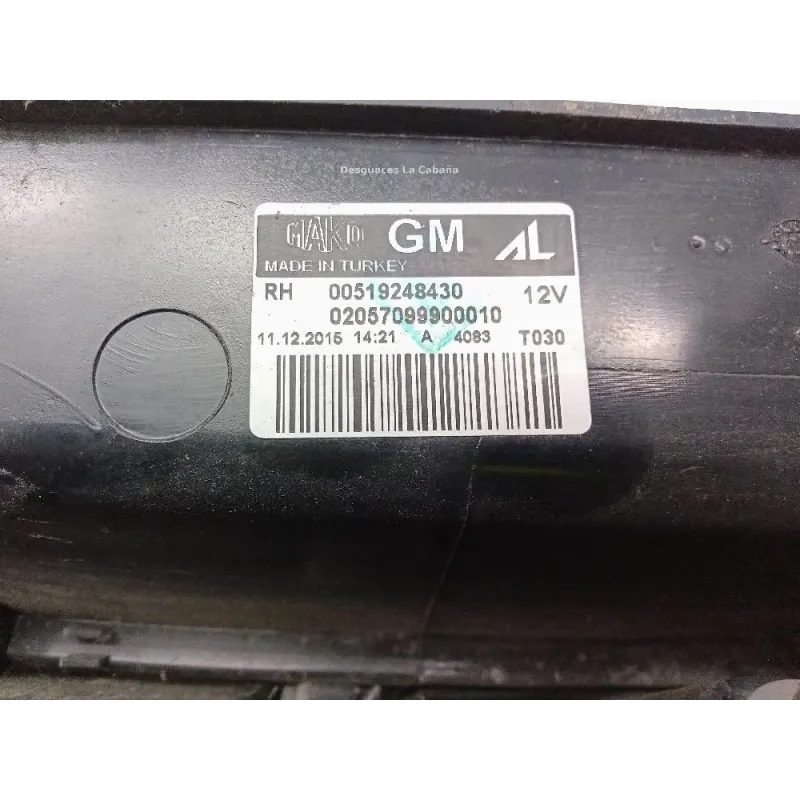 Desguaces La Cabaña
MAKO GM AL
MADE IN TURKEY
RH 00519248430 12V
02057099900010
11.12.2015 14:21 A 4083 T030